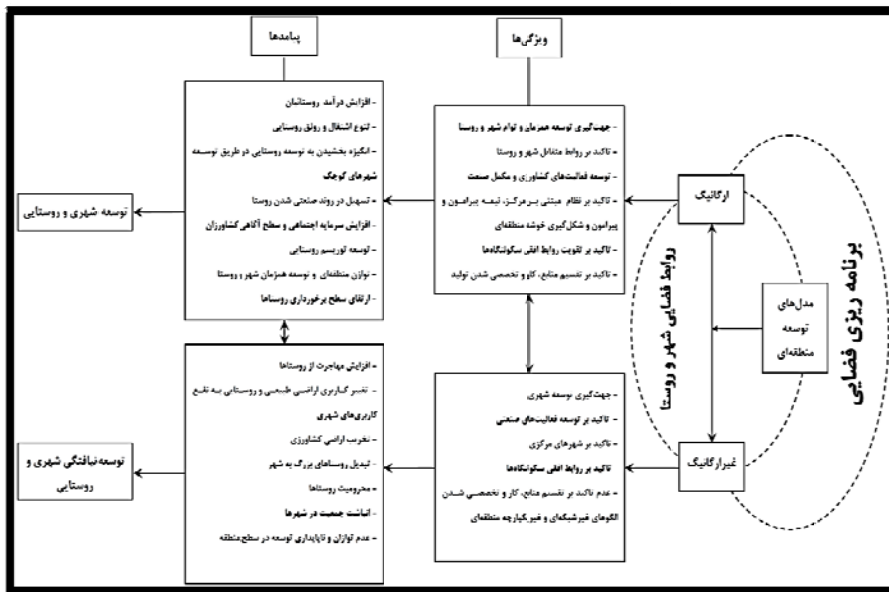 ویژگی‌ها
پیامدها
برنامه ریزی فضایی
روابط فضایی شهر و روستا
مدل‌های
توسعه
منطقه‌ای
ارگانیگ
- جهت‌گیری توسعه همزمان و توام شهر و روستا
- تاکید بر روابط متقابل شهر و روستا
- توسعه فعالیت‌های کشاورزی و مکمل صنعت
- تاکید بر نظام مبتنی بر مرکز، نیمه پیرامون و
پیرامون و شکل‌گیری خوشه منطقه‌ای
- تاکید بر تقویت روابط افقی سکونتگاه‌ها
- تاکید بر تقسیم منابع، کار و تخصصی شدن تولید
- افزایش درآمد روستائیان
- تنوع اشتغال و رونق روستایی
- انگیزه بخشیدن به توسعه روستایی در طریق توسعه
شهرهای کوچک
- تسهیل در روند صنعتی شدن روستا
- افزایش سرمایه اجتماعی و سطح آگاهی کشاورزان
- توسعه توریسم روستایی
- توازن منطقه‌ای و توسعه همزمان شهر و روستا
- ارتقای سطح برخورداری روستاها
توسعه شهری و روستایی
غیرارگانیگ
- جهت‌گیری توسعه شهری
- تاکید بر توسعه فعالیت‌های صنعتی
- تاکید بر شهرهای مرکزی
تاکید بر روابط افقی سکونتگاه‌ها
- عدم تاکید بر تقسیم منابع، کار و تخصصی شدن
الگوهای غیرشبکه‌ای و غیریکپارچه منطقه‌ای
- افزایش مهاجرت از روستاها
- تغییر کاربری اراضی طبیعی و روستایی به نفع
کاربری‌های شهری
- تخریب اراضی کشاورزی
- تبدیل روستاهای بزرگ به شهر
- محرومیت روستاها
- انباشت جمعیت در شهرها
- عدم توازان و ناپایداری توسعه در سطح منطقه
توسعه‌نیافتگی شهری و
روستایی